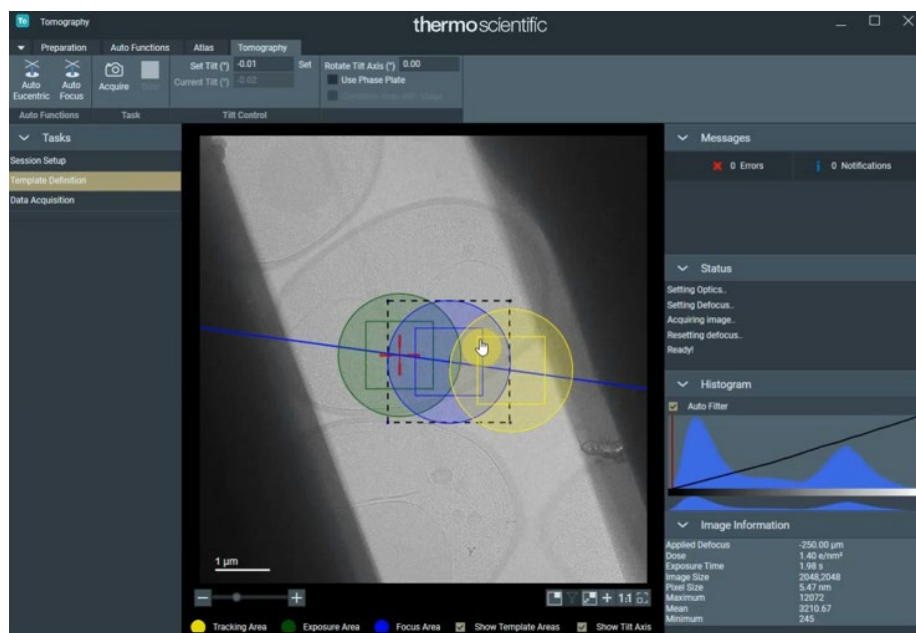 Tomography
thermo scientific
Preparation Auto Functions Atlas Tomography
Set Tilt (°) -0.01 Set Rotate Tilt Axis (°) 0.00
Auto Eucentric Auto Focus Acquire Current Tilt (°) -0.02 Use Phase Plate
Auto Functions Task Tilt Control
Tasks
Session Setup
Template Definition
Data Acquisition
Messages
0 Errors 0 Notifications
Status
Setting Optics..
Setting Defocus..
Acquiring image..
Resetting defocus..
Ready!
Histogram
Auto Filter
Image Information
Applied Defocus -250.00 µm
Dose 1.40 e/nm²
Exposure Time 1.98 s
Image Size 2048,2048
Pixel Size 5.47 nm
Maximum 12072
Mean 3210.67
Minimum 245
1 µm
1:1
Tracking Area Exposure Area Focus Area Show Template Areas Show Tilt Axis